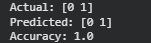 Actual: [0 1]
Predicted: [0 1]
Accuracy: 1.0